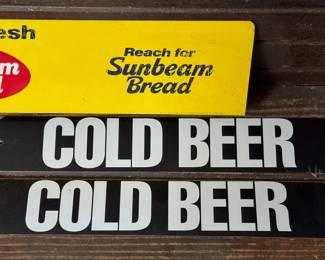 esh
Reach for
Sunbeam
Bread
COLD BEER
COLD BEER